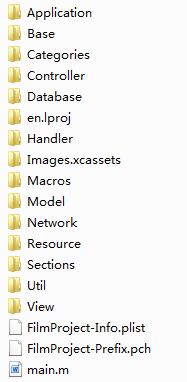 Application
Base
Categories
Controller
Database
en.lproj
Handler
Images.xcassets
Macros
Model
Network
Resource
Sections
Util
View
FilmProject-Info.plist
FilmProject-Prefix.pch
main.m